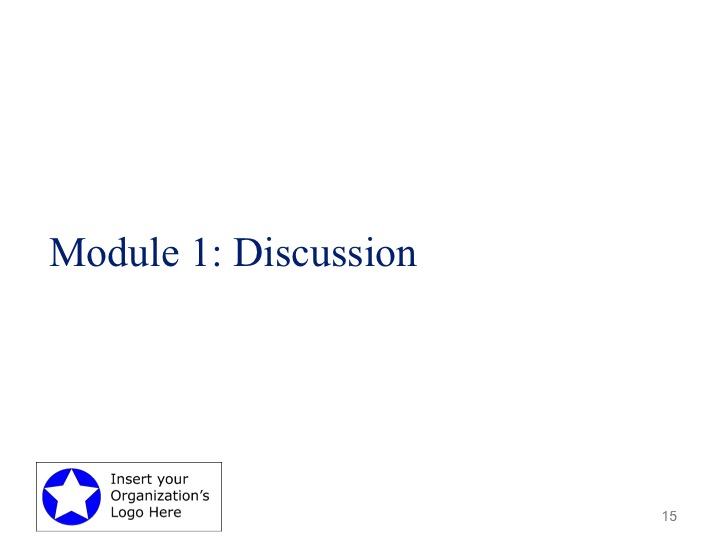 Module 1: Discussion
Insert your
Organization's
Logo Here
15